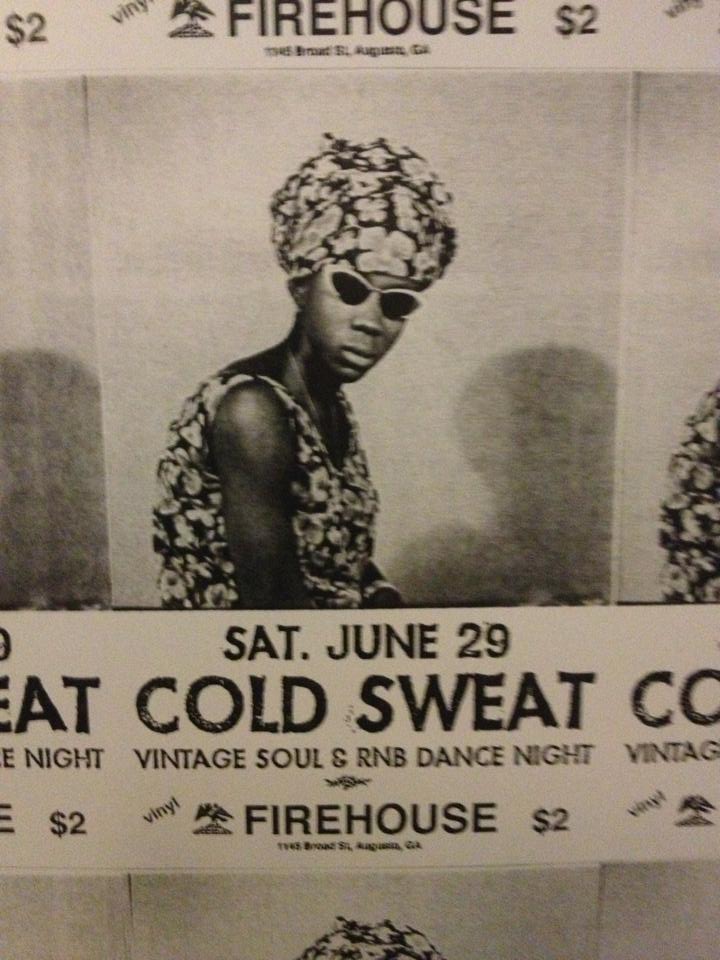 $2 vinyl FIREHOUSE $2
1145 Broad St, Augusta, GA
SAT. JUNE 29
EAT COLD SWEAT CO
E NIGHT VINTAGE SOUL & RNB DANCE NIGHT VINTAG
E $2 vinyl FIREHOUSE $2 vinyl
1145 Broad St, Augusta, GA